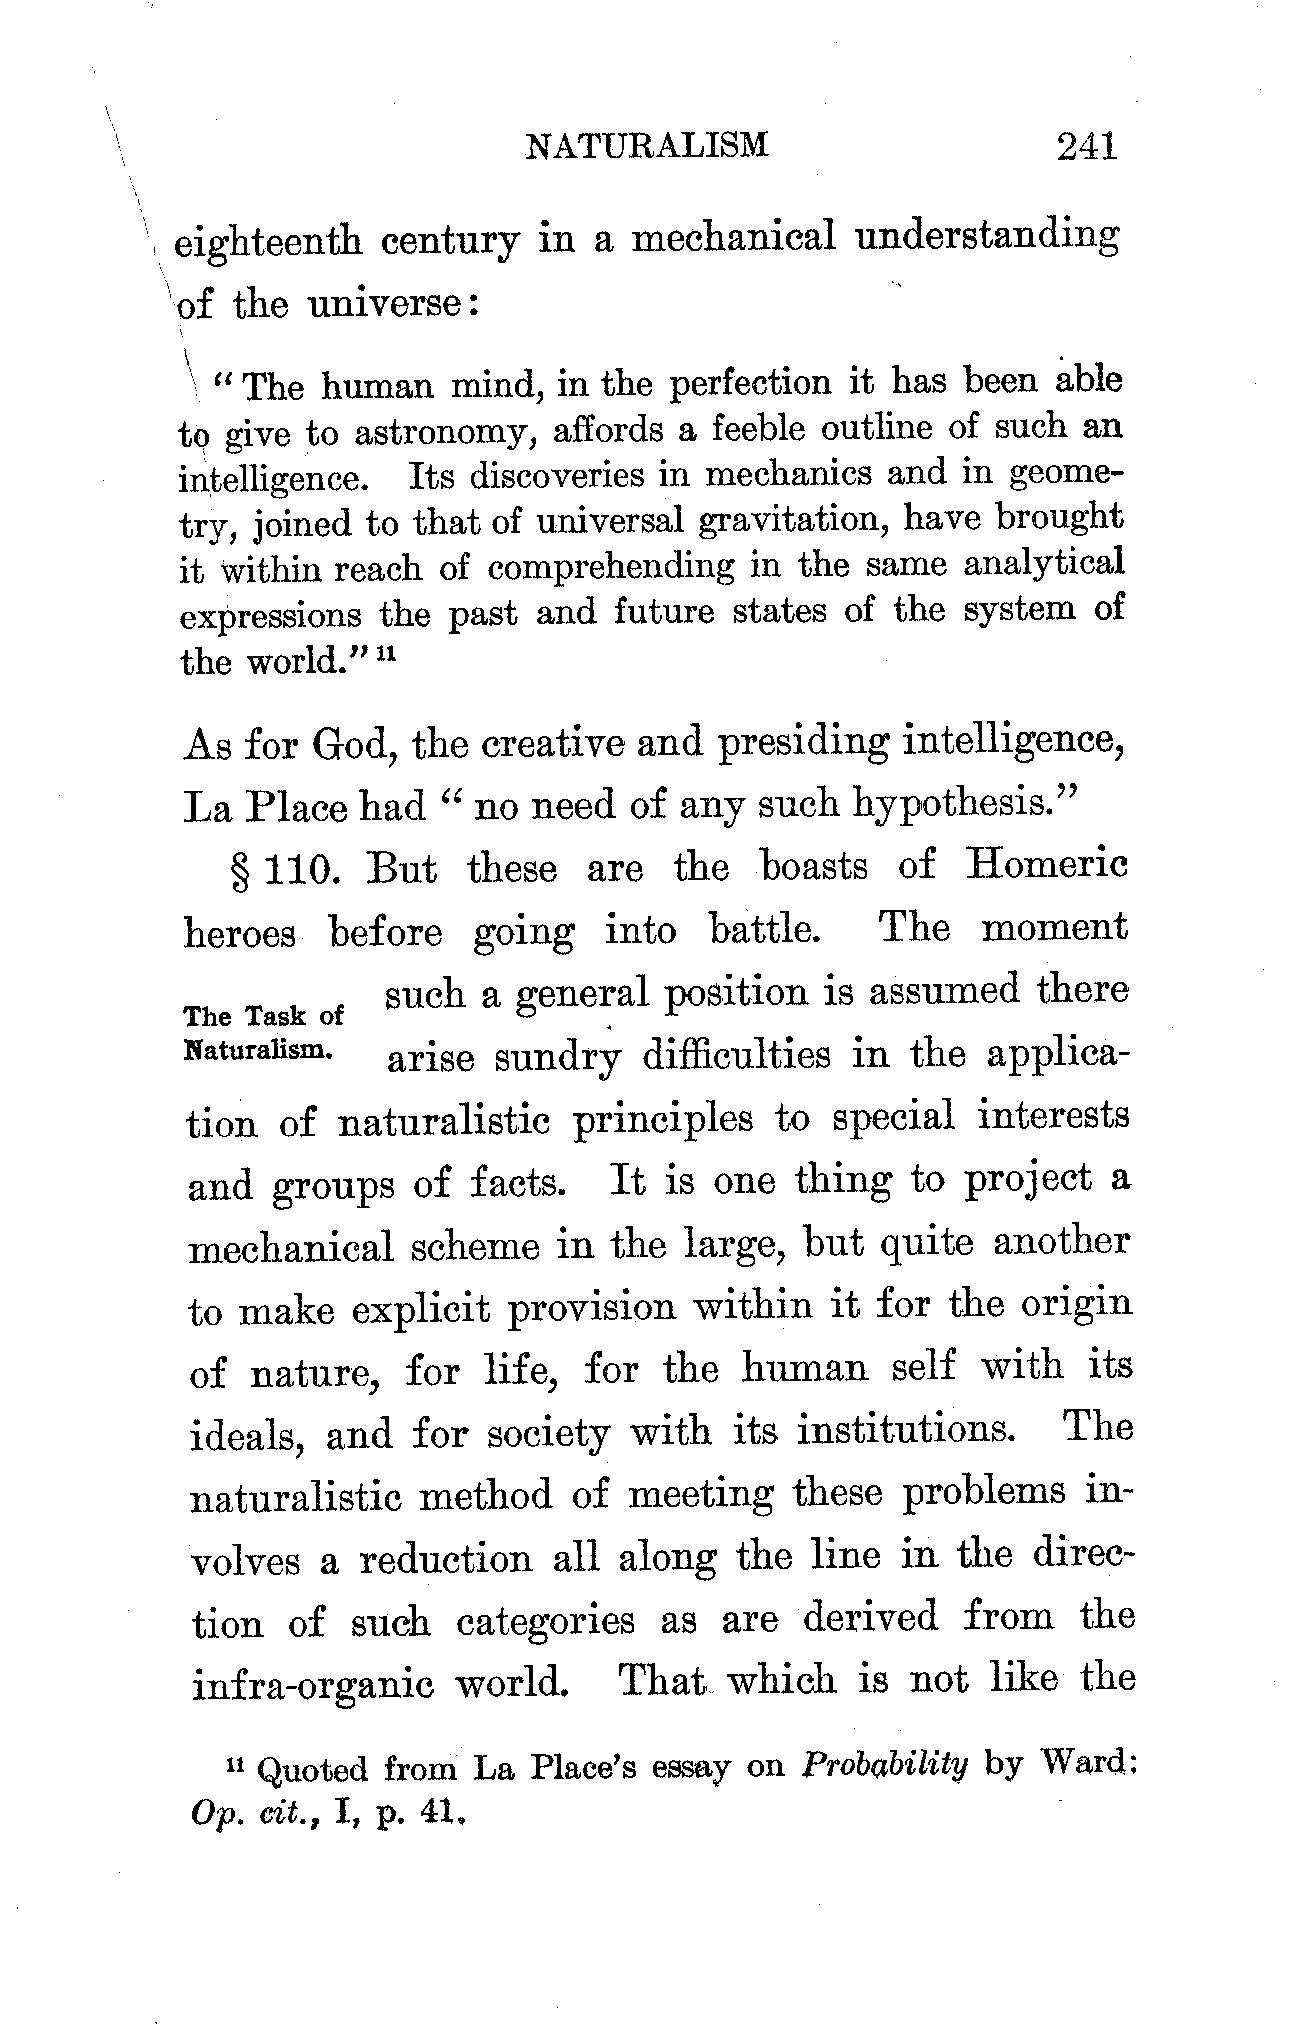 NATURALISM 241
eighteenth century in a mechanical understanding
of the universe:
“ The human mind, in the perfection it has been able
to give to astronomy, affords a feeble outline of such an
intelligence. Its discoveries in mechanics and in geome-
try, joined to that of universal gravitation, have brought
it within reach of comprehending in the same analytical
expressions the past and future states of the system of
the world.” 11
As for God, the creative and presiding intelligence,
La Place had “ no need of any such hypothesis.”
§ 110. But these are the boasts of Homeric
heroes before going into battle. The moment
The Task of
Naturalism.
such a general position is assumed there
arise sundry difficulties in the applica-
tion of naturalistic principles to special interests
and groups of facts. It is one thing to project a
mechanical scheme in the large, but quite another
to make explicit provision within it for the origin
of nature, for life, for the human self with its
ideals, and for society with its institutions. The
naturalistic method of meeting these problems in-
volves a reduction all along the line in the direc-
tion of such categories as are derived from the
infra-organic world. That which is not like the
11 Quoted from La Place’s essay on Probability by Ward:
Op. cit., I, p. 41.